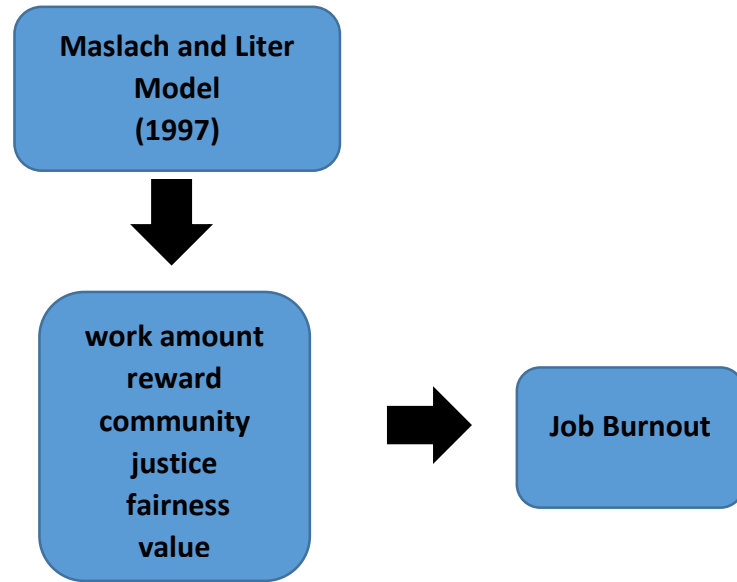 Maslach and Liter
Model
(1997)
work amount
reward
community
justice
fairness
value
Job Burnout